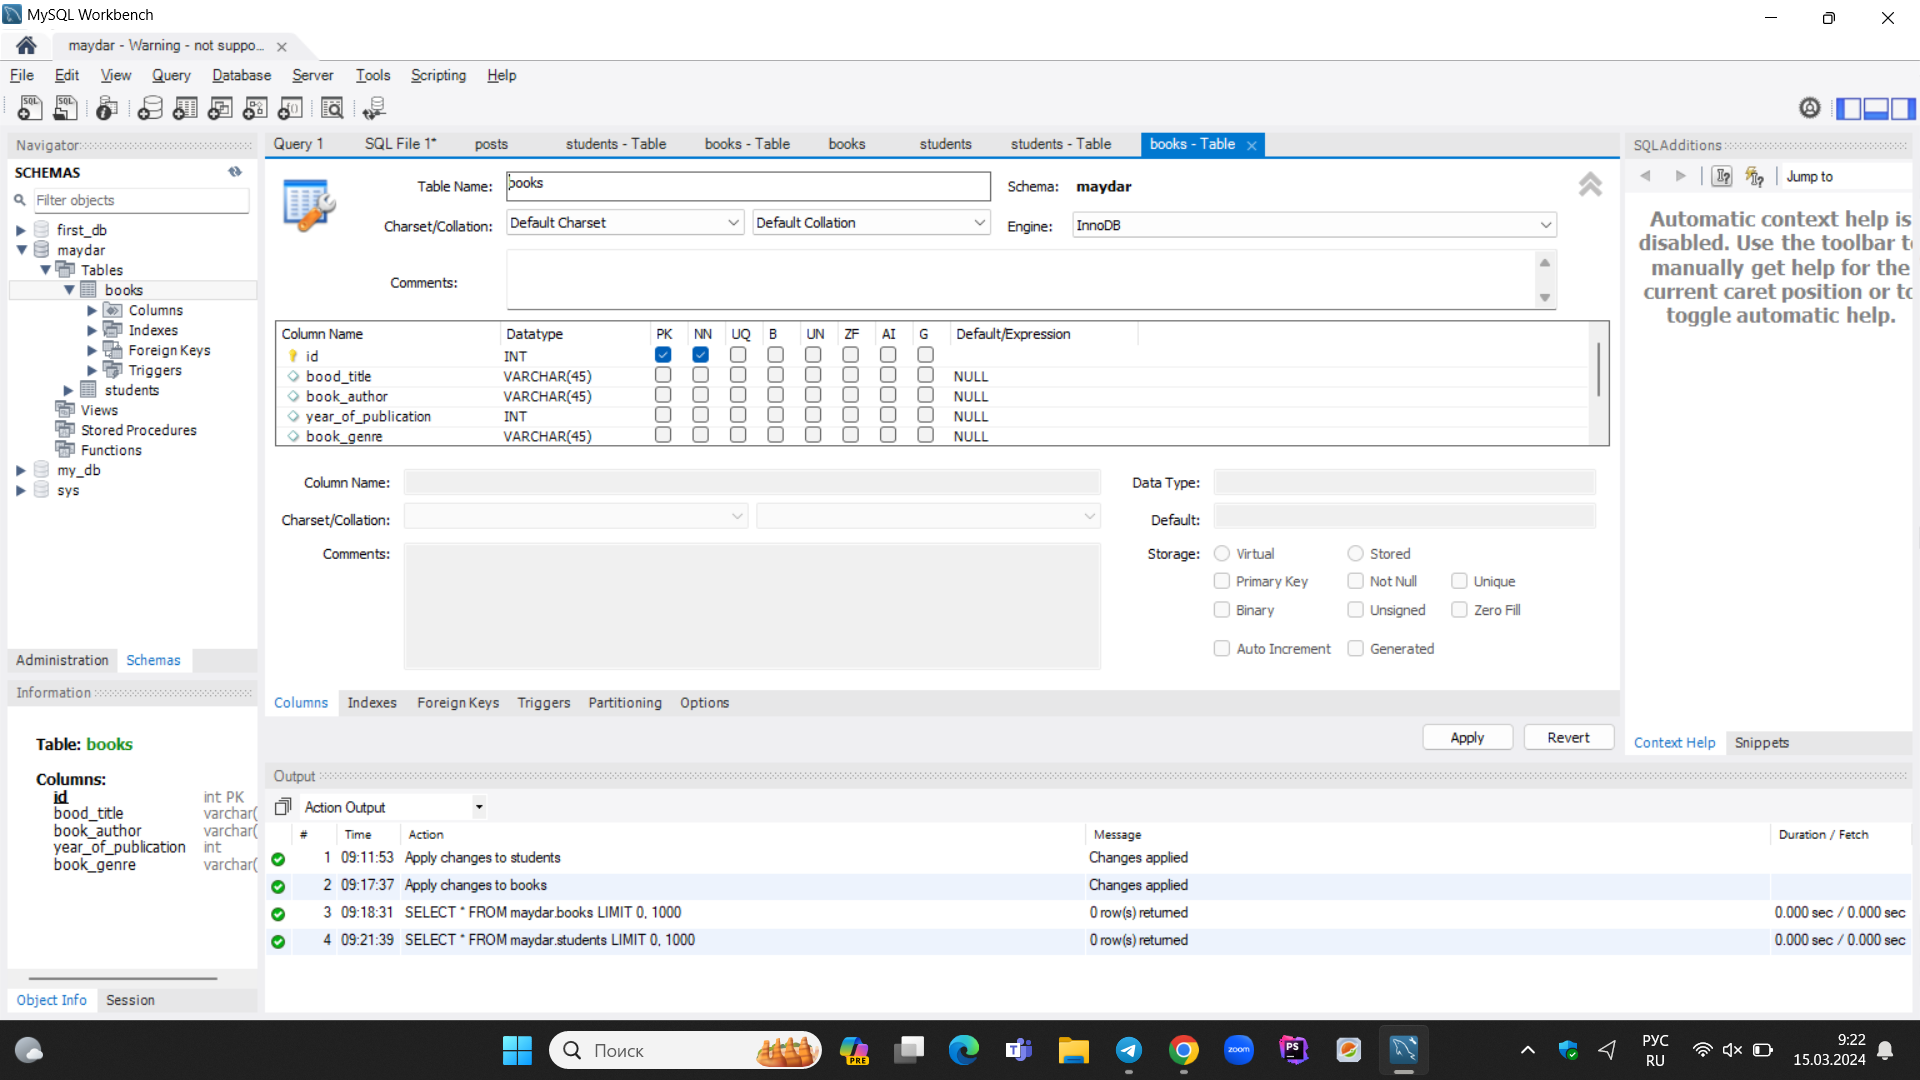 MySQL Workbench
maydar - Warning - not suppo...
File Edit View Query Database Server Tools Scripting Help
Navigator
SCHEMAS
Filter objects
first_db
maydar
Tables
books
Columns
Indexes
Foreign Keys
Triggers
students
Views
Stored Procedures
Functions
my_db
sys
Administration Schemas
Information
Table: books
Columns:
id int PK
bood_title varchar(
book_author varchar(
year_of_publication int
book_genre varchar(
Object Info Session
Query 1 SQL File 1* posts students - Table books - Table books students students - Table books - Table
Table Name: books Schema: maydar
Charset/Collation: Default Charset Default Collation Engine: InnoDB
Comments:
Column Name Datatype PK NN UQ B UN ZF AI G Default/Expression
id INT
bood_title VARCHAR(45) NULL
book_author VARCHAR(45) NULL
year_of_publication INT NULL
book_genre VARCHAR(45) NULL
Column Name: Data Type:
Charset/Collation: Default:
Comments: Storage: Virtual Stored
Primary Key Not Null Unique
Binary Unsigned Zero Fill
Auto Increment Generated
Columns Indexes Foreign Keys Triggers Partitioning Options
Apply Revert
Output
Action Output
# Time Action Message Duration / Fetch
1 09:11:53 Apply changes to students Changes applied
2 09:17:37 Apply changes to books Changes applied
3 09:18:31 SELECT * FROM maydar.books LIMIT 0, 1000 0 row(s) returned 0.000 sec / 0.000 sec
4 09:21:39 SELECT * FROM maydar.students LIMIT 0, 1000 0 row(s) returned 0.000 sec / 0.000 sec
SQLAdditions
Jump to
Automatic context help is
disabled. Use the toolbar t
manually get help for the
current caret position or to
toggle automatic help.
Context Help Snippets
Поиск
PRE
zoom
PS
РУС
RU
9:22
15.03.2024